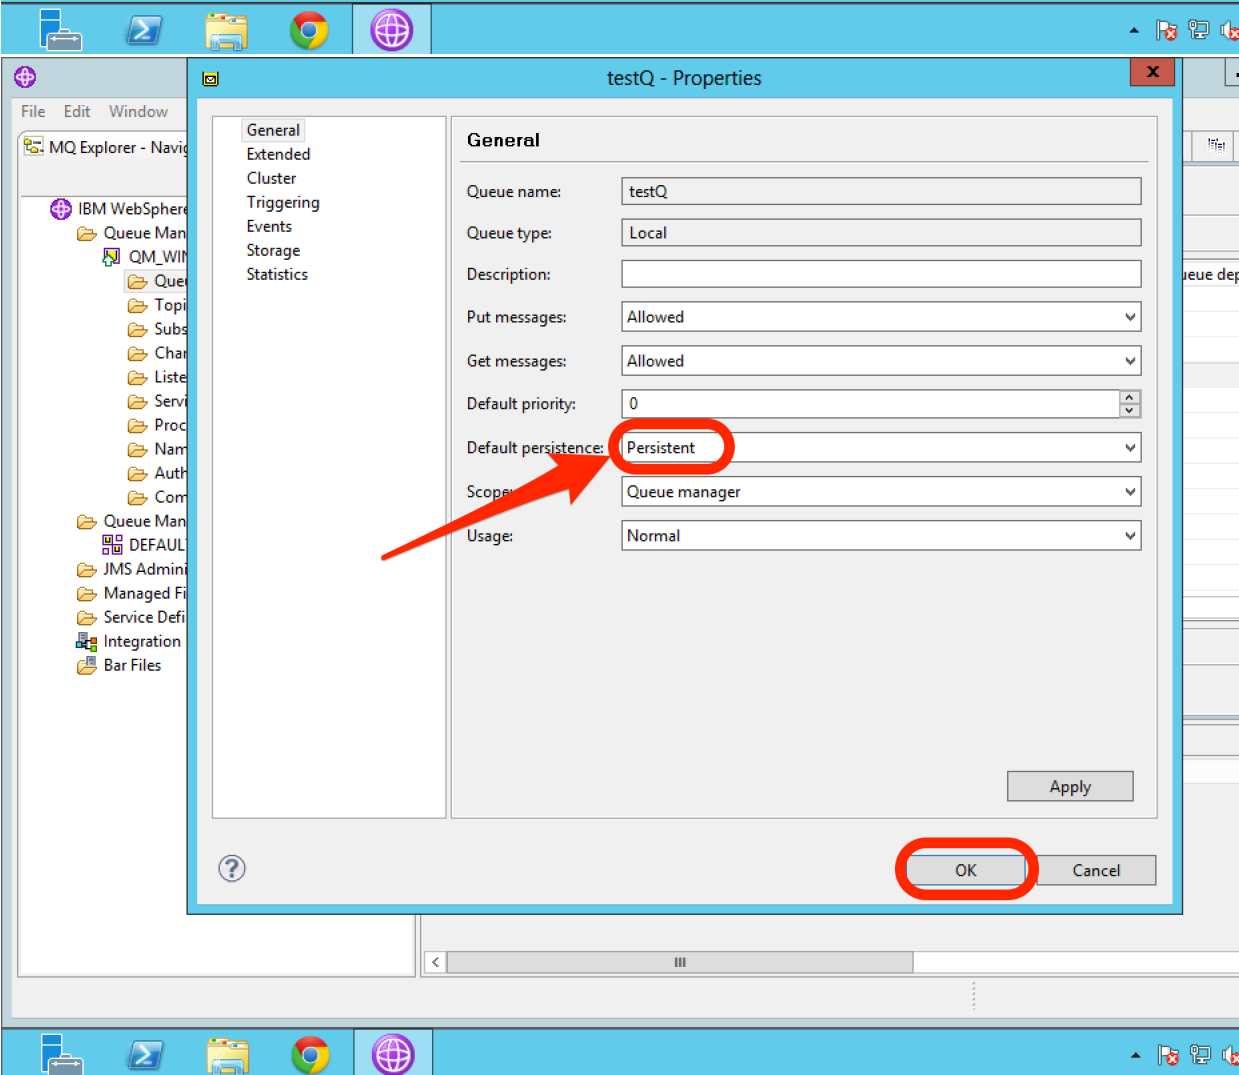 testQ - Properties
x
File Edit Window
MQ Explorer - Navig
IBM WebSphere
Queue Man
QM_WIN
Que
Topi
Subs
Char
Liste
Servi
Proc
Nam
Auth
Com
Queue Man
DEFAULT
JMS Admini
Managed Fi
Service Defi
Integration
Bar Files
General
Extended
Cluster
Triggering
Events
Storage
Statistics
General
Queue name: testQ
Queue type: Local
Description:
Put messages: Allowed
Get messages: Allowed
Default priority: 0
Default persistence: Persistent
Scope: Queue manager
Usage: Normal
Apply
? OK Cancel
ueue dep